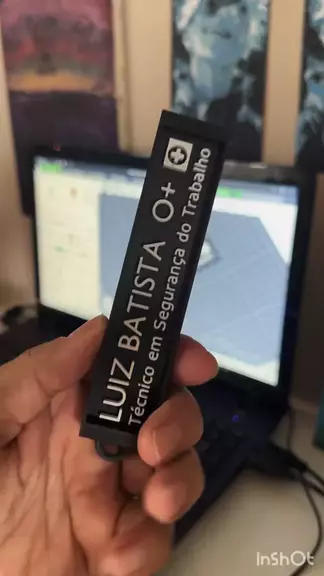 LUIZ BATISTA O+
Técnico em Segurança do Trabalho
InShOt